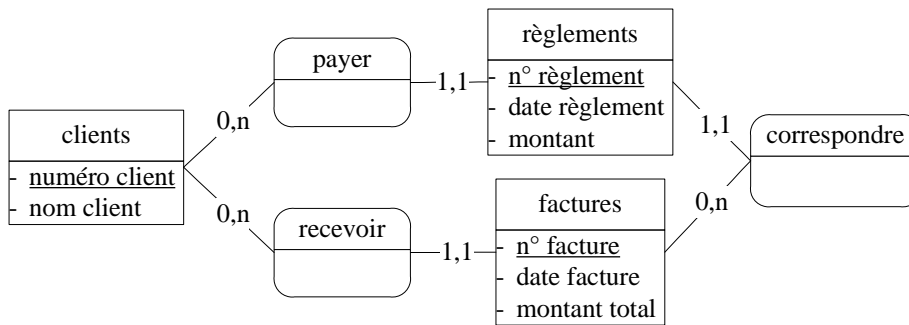 règlements
- n° règlement
- date règlement
- montant
payer
1,1
0,n
clients
- numéro client
- nom client
0,n
recevoir
1,1
factures
- n° facture
- date facture
- montant total
1,1
0,n
correspondre